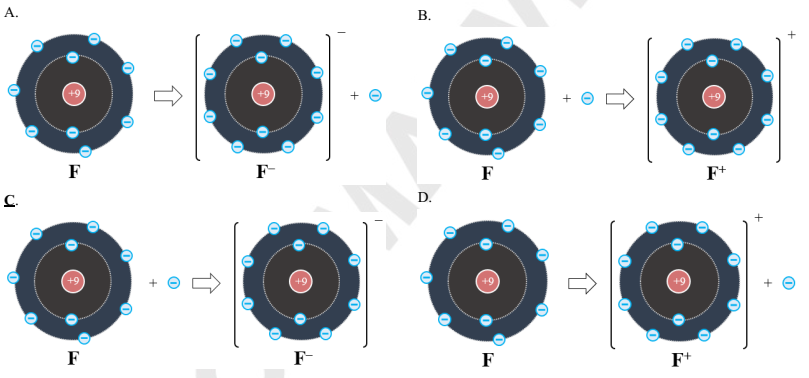 A.
+9
F
+9
−
F−
+
B.
+9
F
+
+9
+
F+
C.
+9
F
+
+9
−
F−
D.
+9
F
+9
+
F+
+